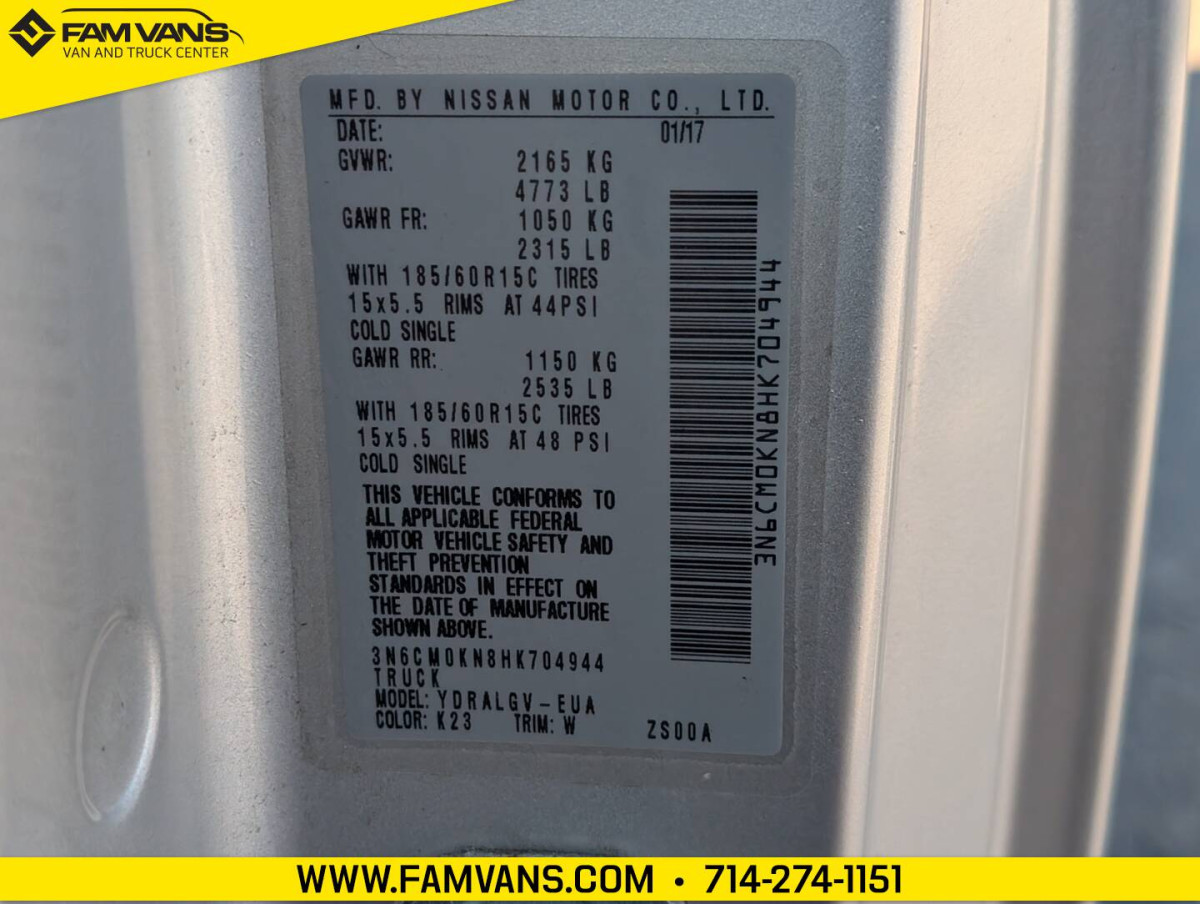 FAM VANS
VAN AND TRUCK CENTER
MFD. BY NISSAN MOTOR CO., LTD.
DATE: 01/17
GVWR: 2165 KG
4773 LB
GAWR FR: 1050 KG
2315 LB
WITH 185/60R15C TIRES
15x5.5 RIMS AT 44PSI
COLD SINGLE
GAWR RR: 1150 KG
2535 LB
WITH 185/60R15C TIRES
15x5.5 RIMS AT 48 PSI
COLD SINGLE
THIS VEHICLE CONFORMS TO
ALL APPLICABLE FEDERAL
MOTOR VEHICLE SAFETY AND
THEFT PREVENTION
STANDARDS IN EFFECT ON
THE DATE OF MANUFACTURE
SHOWN ABOVE.
3N6CM0KN8HK704944
TRUCK
MODEL: YDRALGV-EUA
COLOR: K23 TRIM: W ZS00A
3N6CM0KN8HK704944
WWW.FAMVANS.COM • 714-274-1151